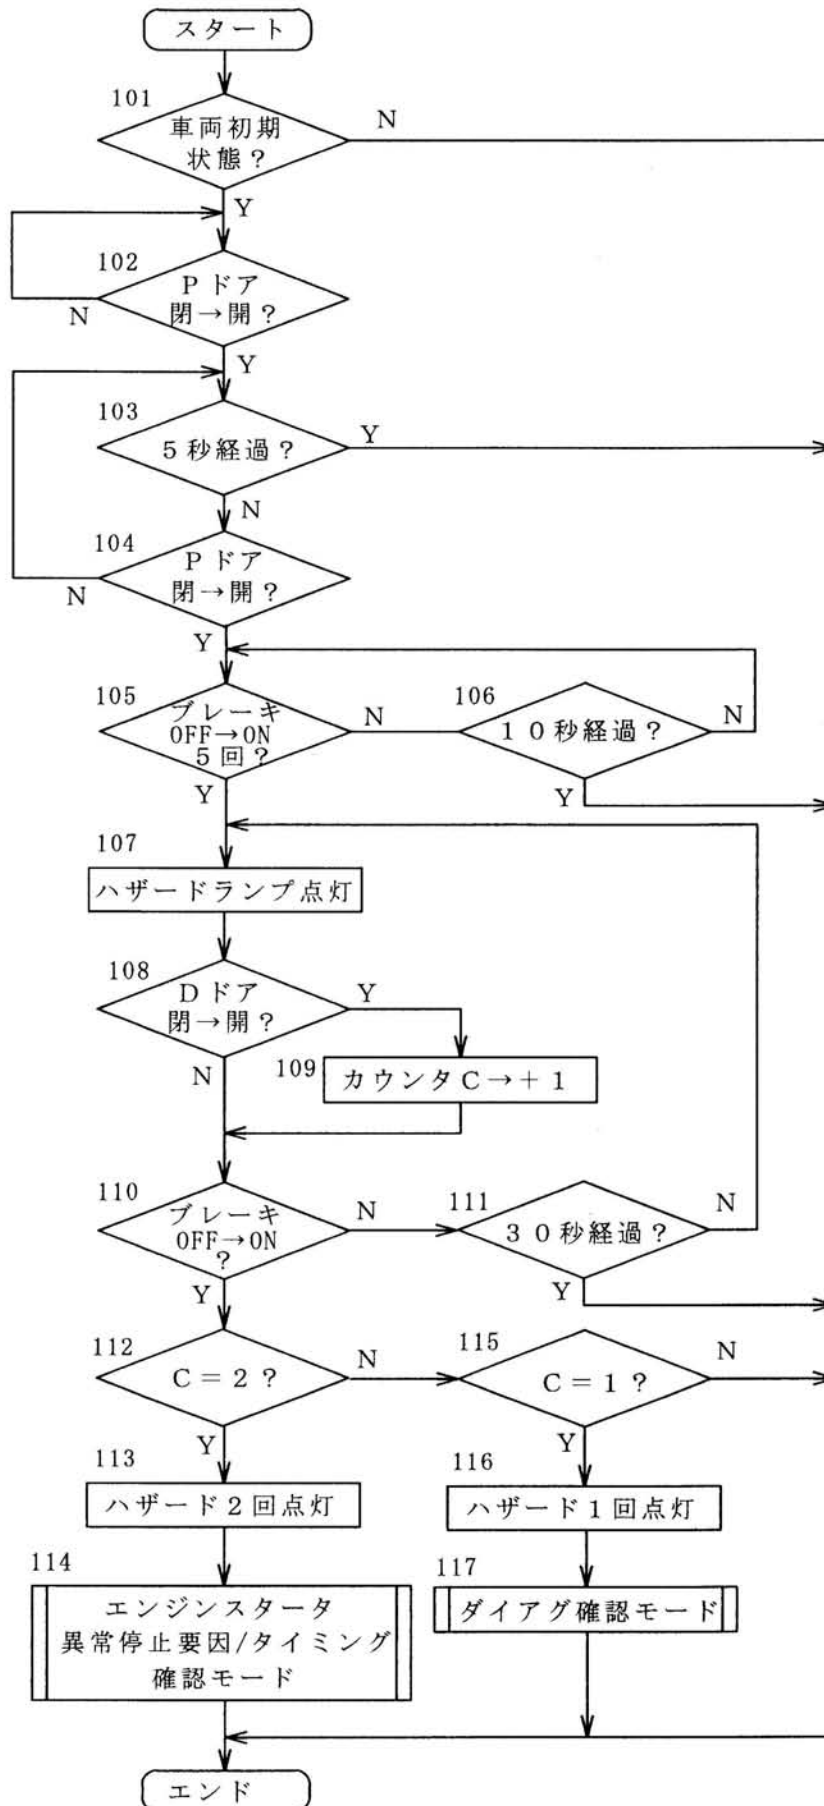 スタート
101
車両初期
状態？
N
Y
102
Pドア
閉→開？
N
Y
103
5秒経過？
Y
N
104
Pドア
閉→開？
N
Y
105
ブレーキ
OFF→ON
5回？
N
106
10秒経過？
N
Y
Y
107
ハザードランプ点灯
108
Dドア
閉→開？
Y
N
109
カウンタC→＋1
110
ブレーキ
OFF→ON
？
N
111
30秒経過？
N
Y
Y
112
C＝2？
N
115
C＝1？
N
Y
Y
113
ハザード2回点灯
116
ハザード1回点灯
114
エンジンスタータ
異常停止要因/タイミング
確認モード
117
ダイアグ確認モード
エンド